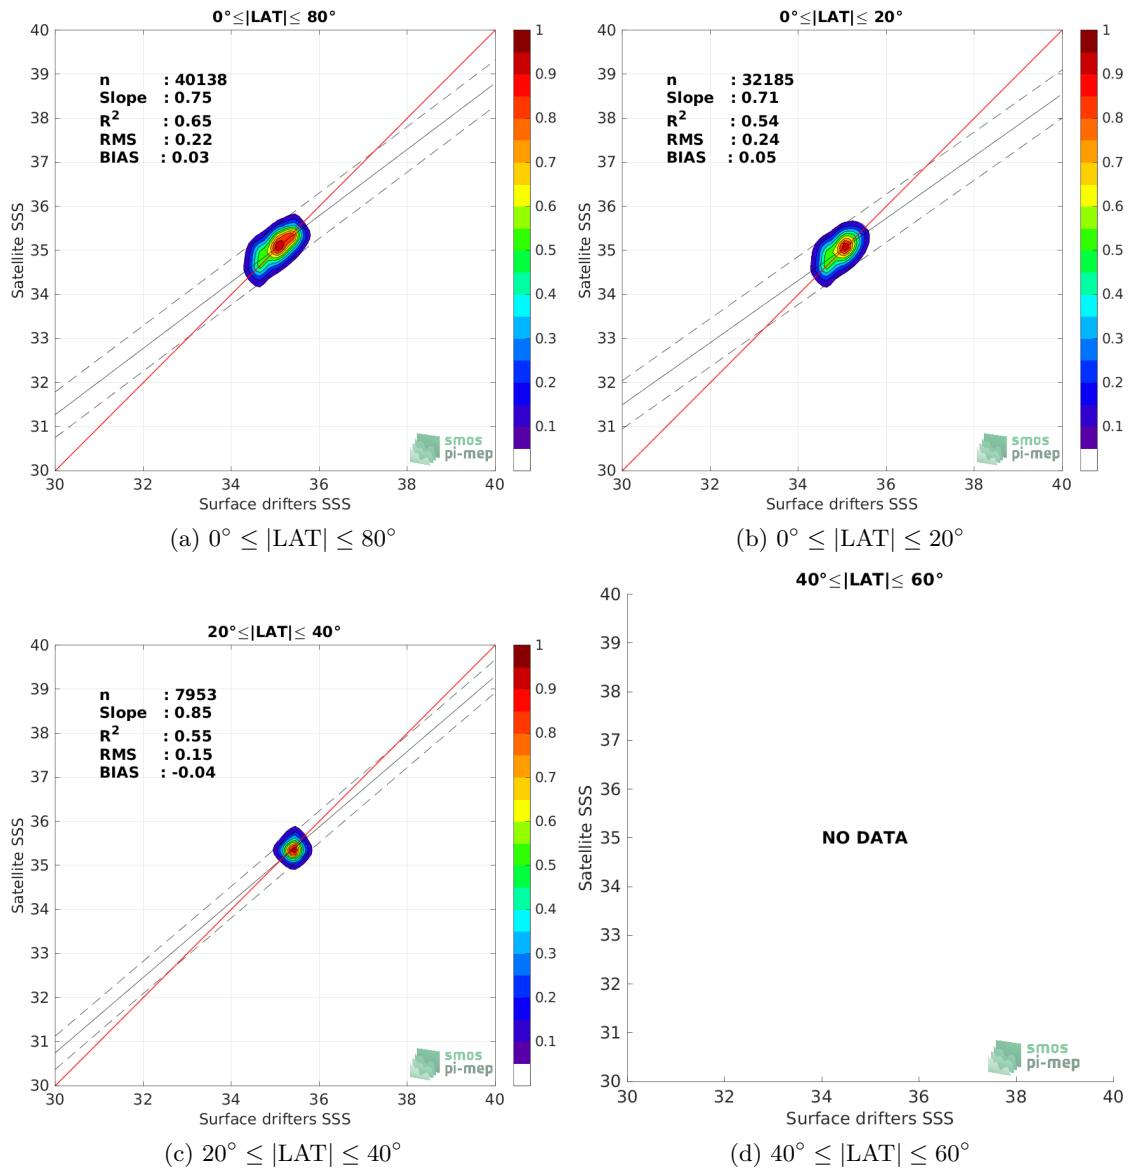 0°≤|LAT|≤ 80°
40
39
38
37
36
35
34
33
32
31
30
30 32 34 36 38 40
Satellite SSS
Surface drifters SSS
n : 40138
Slope : 0.75
R2 : 0.65
RMS : 0.22
BIAS : 0.03
smos
pi-mep
1
0.9
0.8
0.7
0.6
0.5
0.4
0.3
0.2
0.1
(a) 0° ≤ |LAT| ≤ 80°
0°≤|LAT|≤ 20°
40
39
38
37
36
35
34
33
32
31
30
30 32 34 36 38 40
Satellite SSS
Surface drifters SSS
n : 32185
Slope : 0.71
R2 : 0.54
RMS : 0.24
BIAS : 0.05
smos
pi-mep
1
0.9
0.8
0.7
0.6
0.5
0.4
0.3
0.2
0.1
(b) 0° ≤ |LAT| ≤ 20°
20°≤|LAT|≤ 40°
40
39
38
37
36
35
34
33
32
31
30
30 32 34 36 38 40
Satellite SSS
Surface drifters SSS
n : 7953
Slope : 0.85
R2 : 0.55
RMS : 0.15
BIAS : -0.04
smos
pi-mep
1
0.9
0.8
0.7
0.6
0.5
0.4
0.3
0.2
0.1
(c) 20° ≤ |LAT| ≤ 40°
40°≤|LAT|≤ 60°
40
39
38
37
36
35
34
33
32
31
30
30 32 34 36 38 40
Satellite SSS
Surface drifters SSS
NO DATA
smos
pi-mep
(d) 40° ≤ |LAT| ≤ 60°